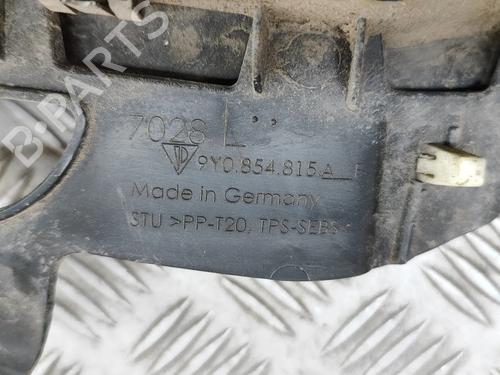 7028 L
9Y0.854.815 A
Made in Germany
STU >PP-T20, TPS-SEBS
B-PARTS